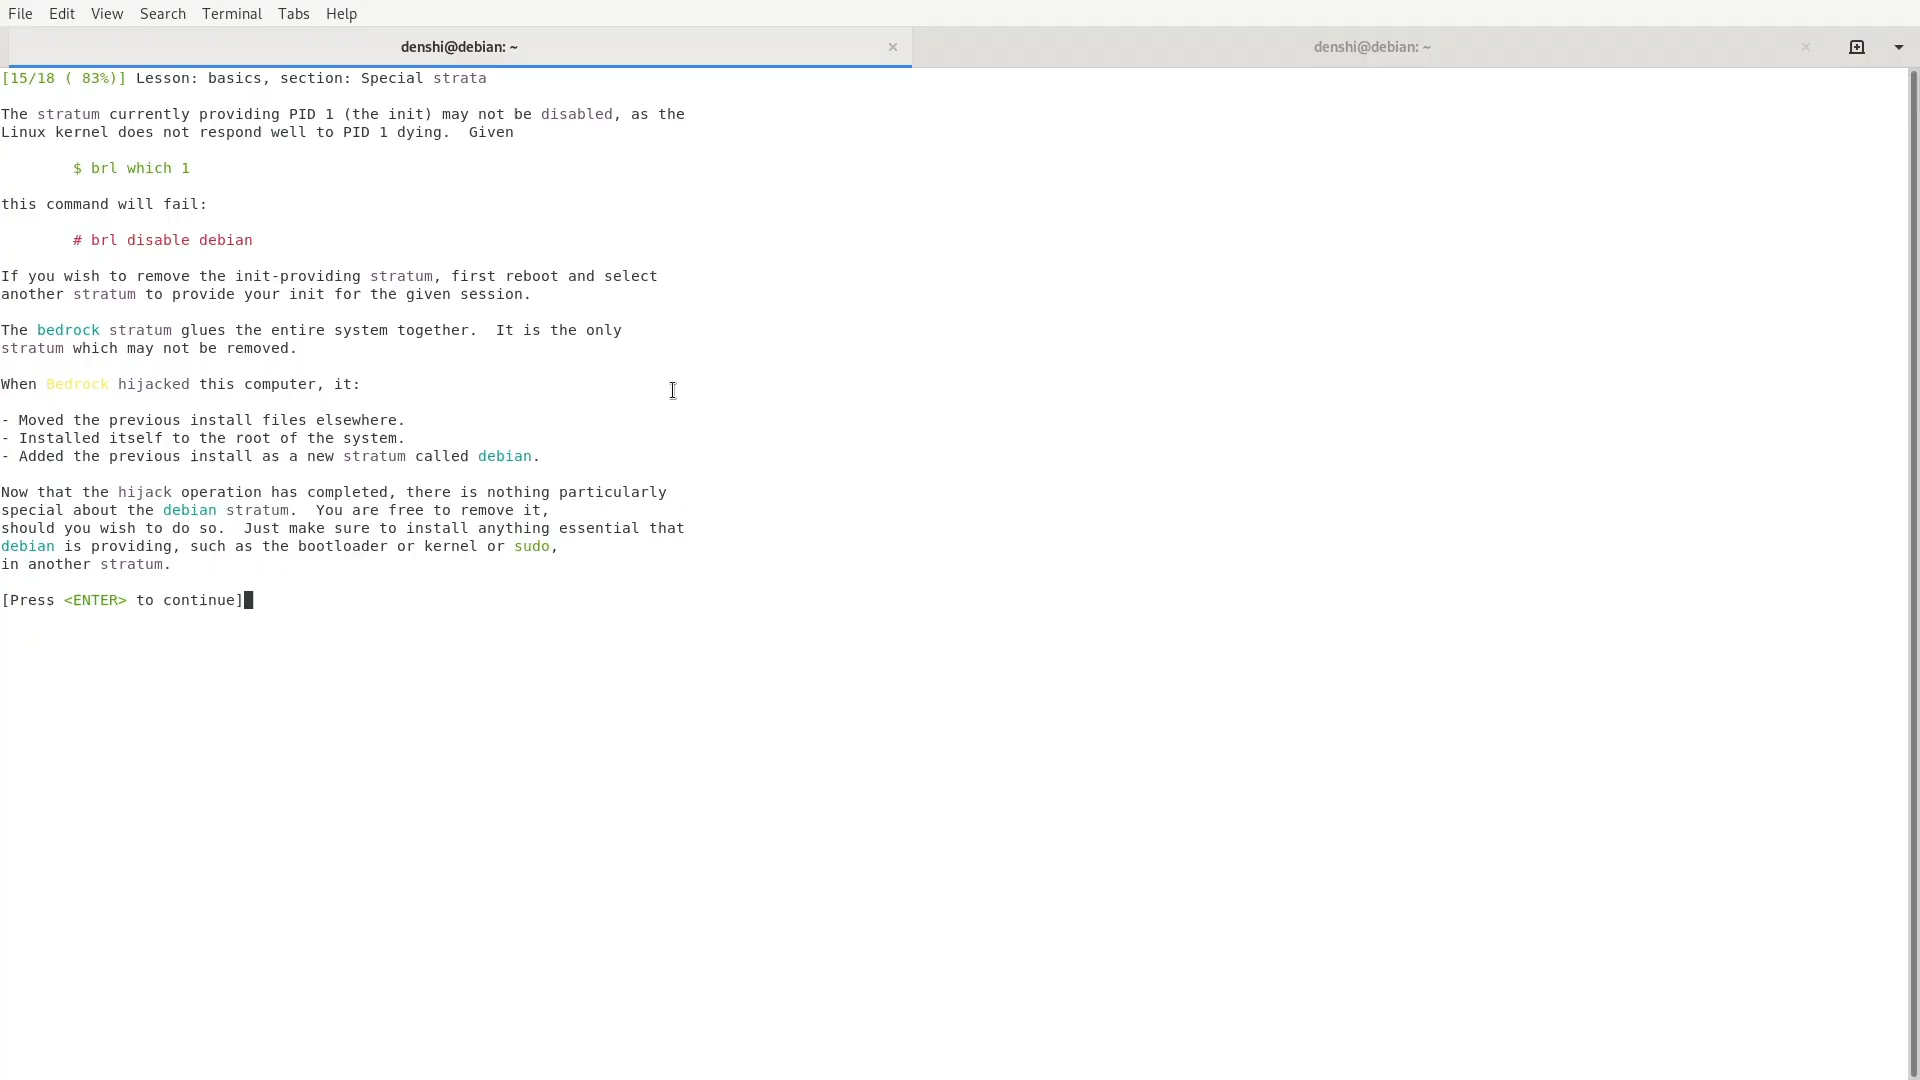 File Edit View Search Terminal Tabs Help
denshi@debian: ~ × denshi@debian: ~ ×
[15/18 ( 83%)] Lesson: basics, section: Special strata
The stratum currently providing PID 1 (the init) may not be disabled, as the
Linux kernel does not respond well to PID 1 dying.  Given
$ brl which 1
this command will fail:
# brl disable debian
If you wish to remove the init-providing stratum, first reboot and select
another stratum to provide your init for the given session.
The bedrock stratum glues the entire system together.  It is the only
stratum which may not be removed.
When Bedrock hijacked this computer, it:
- Moved the previous install files elsewhere.
- Installed itself to the root of the system.
- Added the previous install as a new stratum called debian.
Now that the hijack operation has completed, there is nothing particularly
special about the debian stratum.  You are free to remove it,
should you wish to do so.  Just make sure to install anything essential that
debian is providing, such as the bootloader or kernel or sudo,
in another stratum.
[Press <ENTER> to continue]